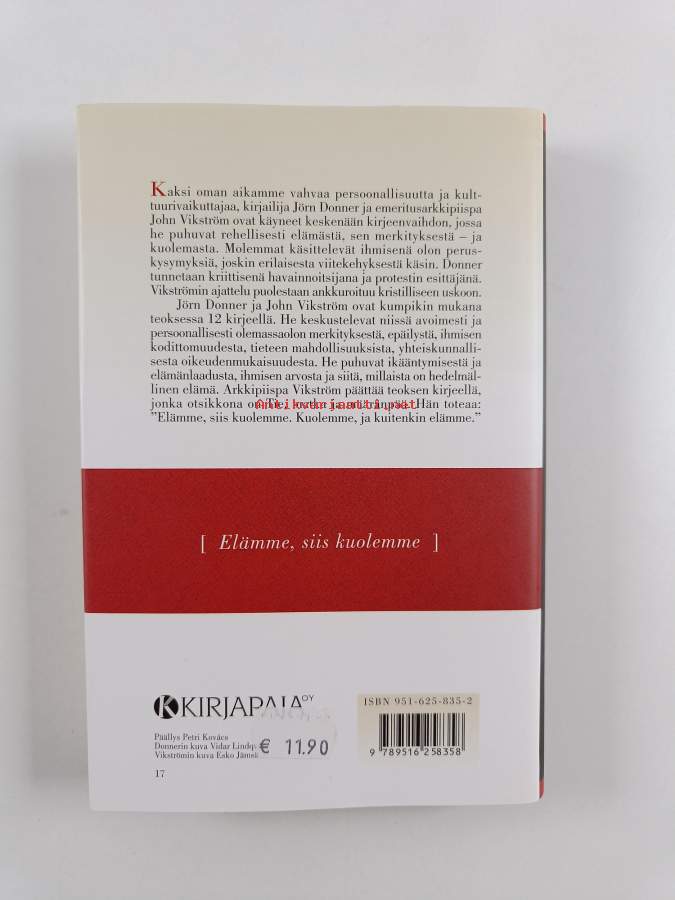 Kaksi oman aikamme vahvaa persoonallisuutta ja kult-
tuurivaikuttajaa, kirjailija Jörn Donner ja emeritusarkkipiispa
John Vikström ovat käyneet keskenään kirjeenvaihdon, jossa
he puhuvat rehellisesti elämästä, sen merkityksestä – ja
kuolemasta. Molemmat käsittelevät ihmisenä olon perus-
kysymyksiä, joskin erilaisesta viitekehyksestä käsin. Donner
tunnetaan kriittisenä havainnoitsijana ja protestin esittäjänä.
Vikströmin ajattelu puolestaan ankkuroituu kristilliseen uskoon.
Jörn Donner ja John Vikström ovat kumpikin mukana
teoksessa 12 kirjeellä. He keskustelevat niissä avoimesti ja
persoonallisesti olemassaolon merkityksestä, epäilystä, ihmisen
kodittomuudesta, tieteen mahdollisuuksista, yhteiskunnalli-
sesta oikeudenmukaisuudesta. He puhuvat ikääntymisestä ja
elämänlaadusta, ihmisen arvosta ja siitä, millaista on hedelmäl-
linen elämä. Arkkipiispa Vikström päättää teoksen kirjeellä,
jonka otsikkona on Tie, matka ja määränpää. Hän toteaa:
"Elämme, siis kuolemme. Kuolemme, ja kuitenkin elämme."
Antikvariaattiripaat
[ Elämme, siis kuolemme ]
KIRJAPAJA OY
Päällys Petri Kovács
Donnerin kuva Vidar
Vikströmin kuva Esko
€ 11.90
17
ISBN 951-625-835-2
9 789516 258358